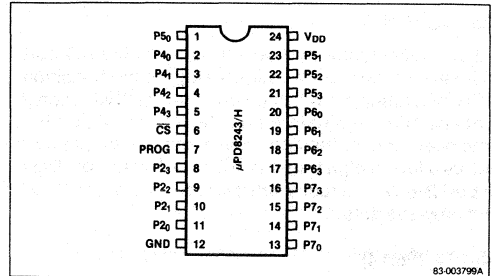 P5₀ 1 24 VDD
P4₀ 2 23 P5₁
P4₁ 3 22 P5₂
P4₂ 4 21 P5₃
P4₃ 5 20 P6₀
CS 6 19 P6₁
PROG 7 18 P6₂
P2₃ 8 17 P6₃
P2₂ 9 16 P7₃
P2₁ 10 15 P7₂
P2₀ 11 14 P7₁
GND 12 13 P7₀
μPD8243/H
83-003799A